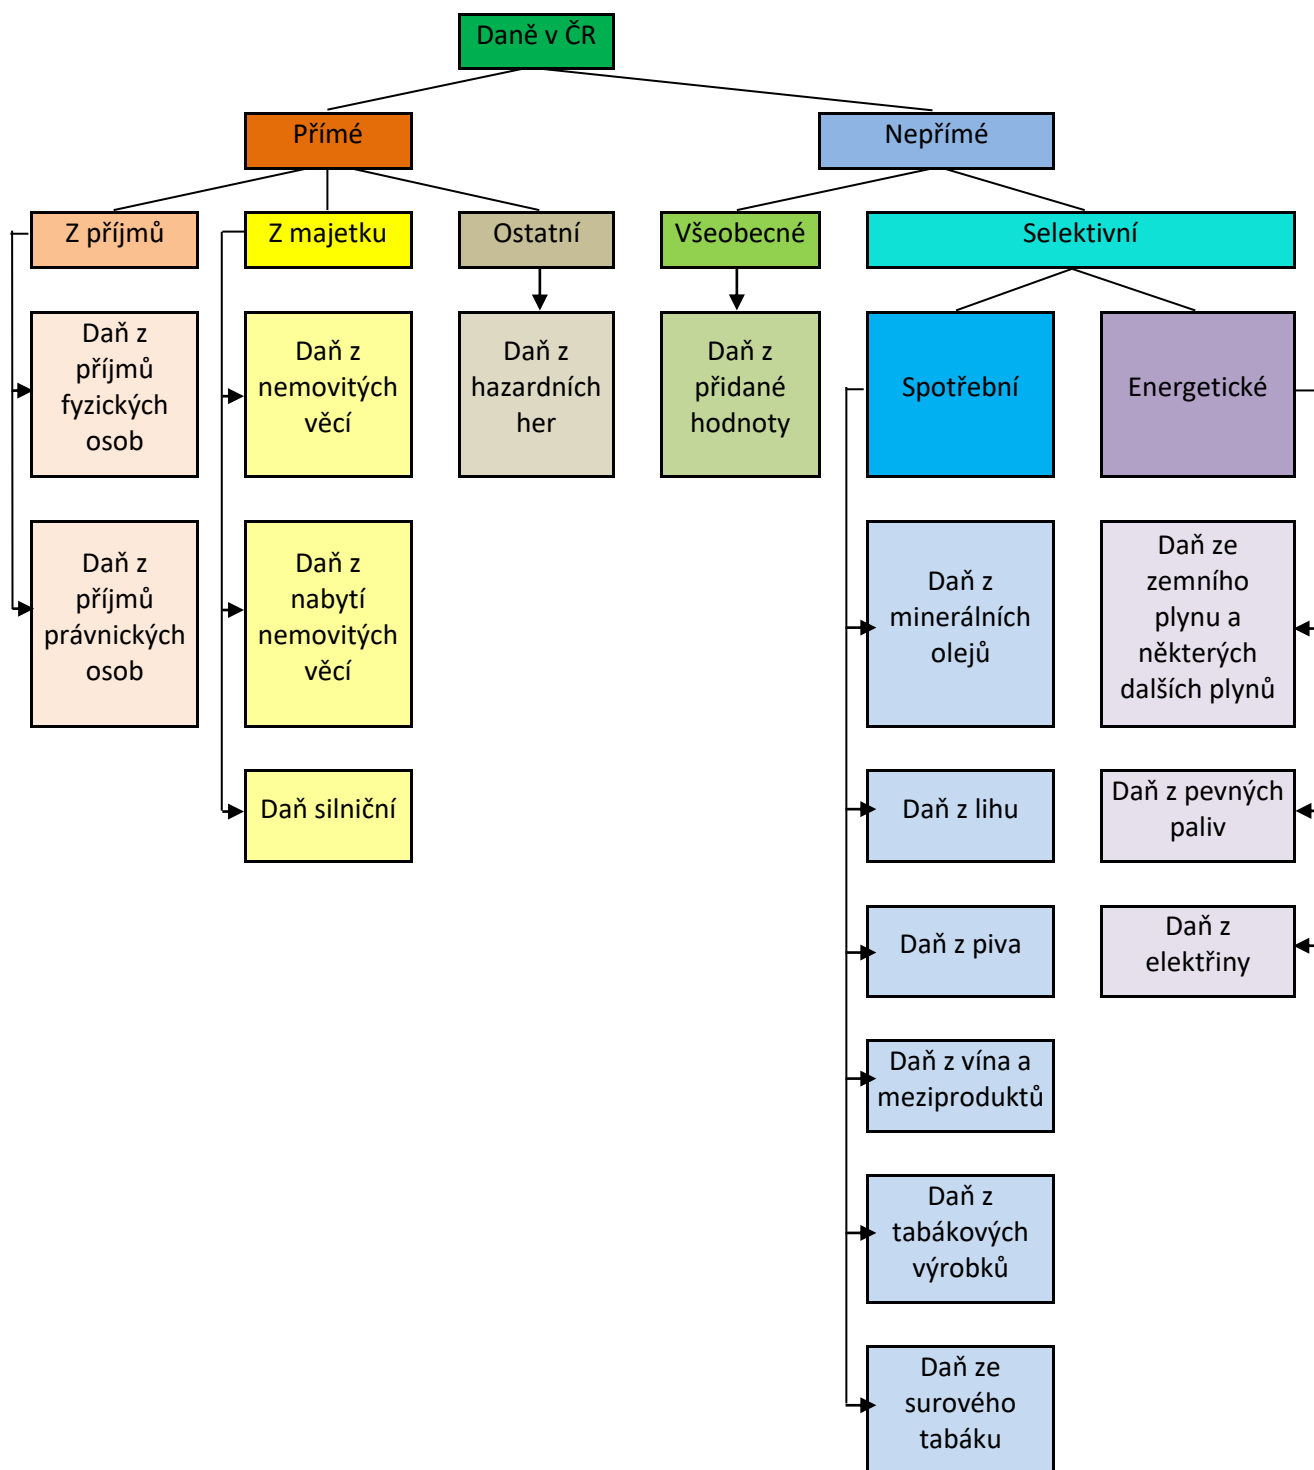 Daně v ČR
Přímé
Nepřímé
Z příjmů
Z majetku
Ostatní
Všeobecné
Selektivní
Daň z
příjmů
fyzických
osob
Daň z
nemovitých
věcí
Daň z
hazardních
her
Daň z
přidané
hodnoty
Spotřební
Energetické
Daň z
příjmů
právnických
osob
Daň z
nabytí
nemovitých
věcí
Daň z
minerálních
olejů
Daň ze
zemního
plynu a
některých
dalších plynů
Daň silniční
Daň z lihu
Daň z pevných
paliv
Daň z piva
Daň z
elektřiny
Daň z vína a
meziproduktů
Daň z
tabákových
výrobků
Daň ze
surového
tabáku